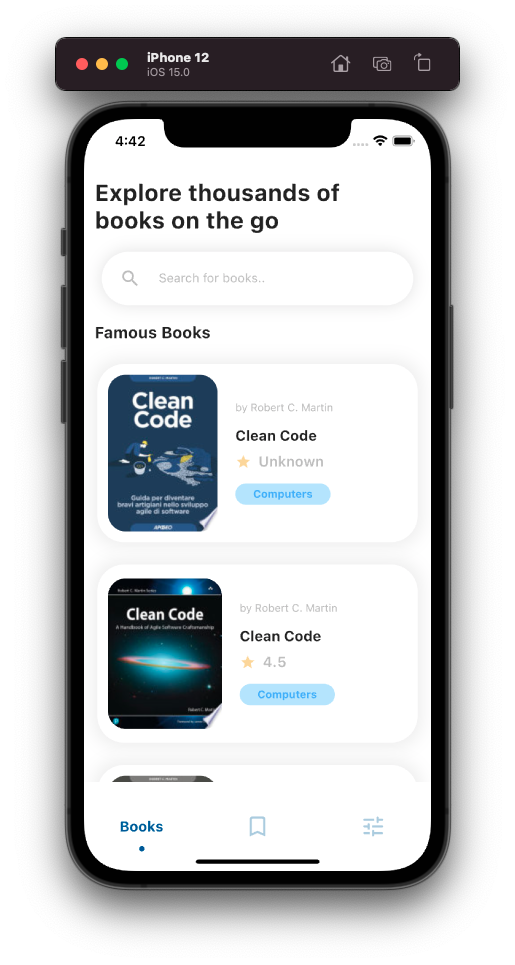 iPhone 12
iOS 15.0
4:42
Explore thousands of
books on the go
Search for books..
Famous Books
Clean
Code
Guida per diventare
bravi artigiani nello sviluppo
agile di software
APOGEO
by Robert C. Martin
Clean Code
Unknown
Computers
Robert C. Martin Series
Clean Code
A Handbook of Agile Software Craftsmanship
Robert C. Martin
by Robert C. Martin
Clean Code
4.5
Computers
Books